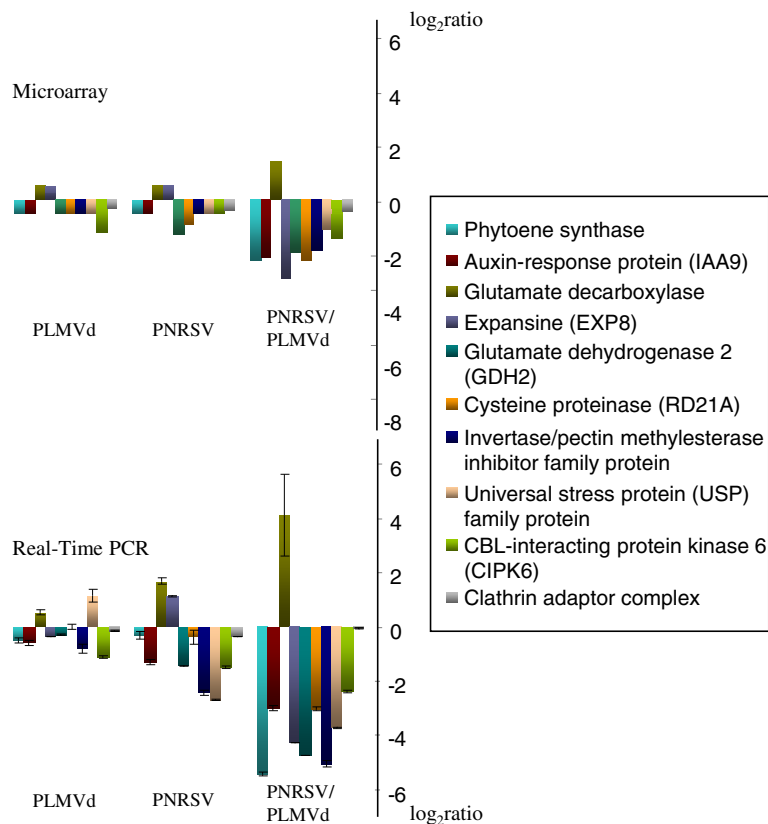 log2ratio
6
Microarray
4
2
0
-2
-4
-6
-8
PLMVd
PNRSV
PNRSV/
PLMVd
Phytoene synthase
Auxin-response protein (IAA9)
Glutamate decarboxylase
Expansine (EXP8)
Glutamate dehydrogenase 2
(GDH2)
Cysteine proteinase (RD21A)
Invertase/pectin methylesterase
inhibitor family protein
Universal stress protein (USP)
family protein
CBL-interacting protein kinase 6
(CIPK6)
Clathrin adaptor complex
6
4
Real-Time PCR
2
0
-2
-4
-6
PLMVd
PNRSV
PNRSV/
PLMVd
log2ratio